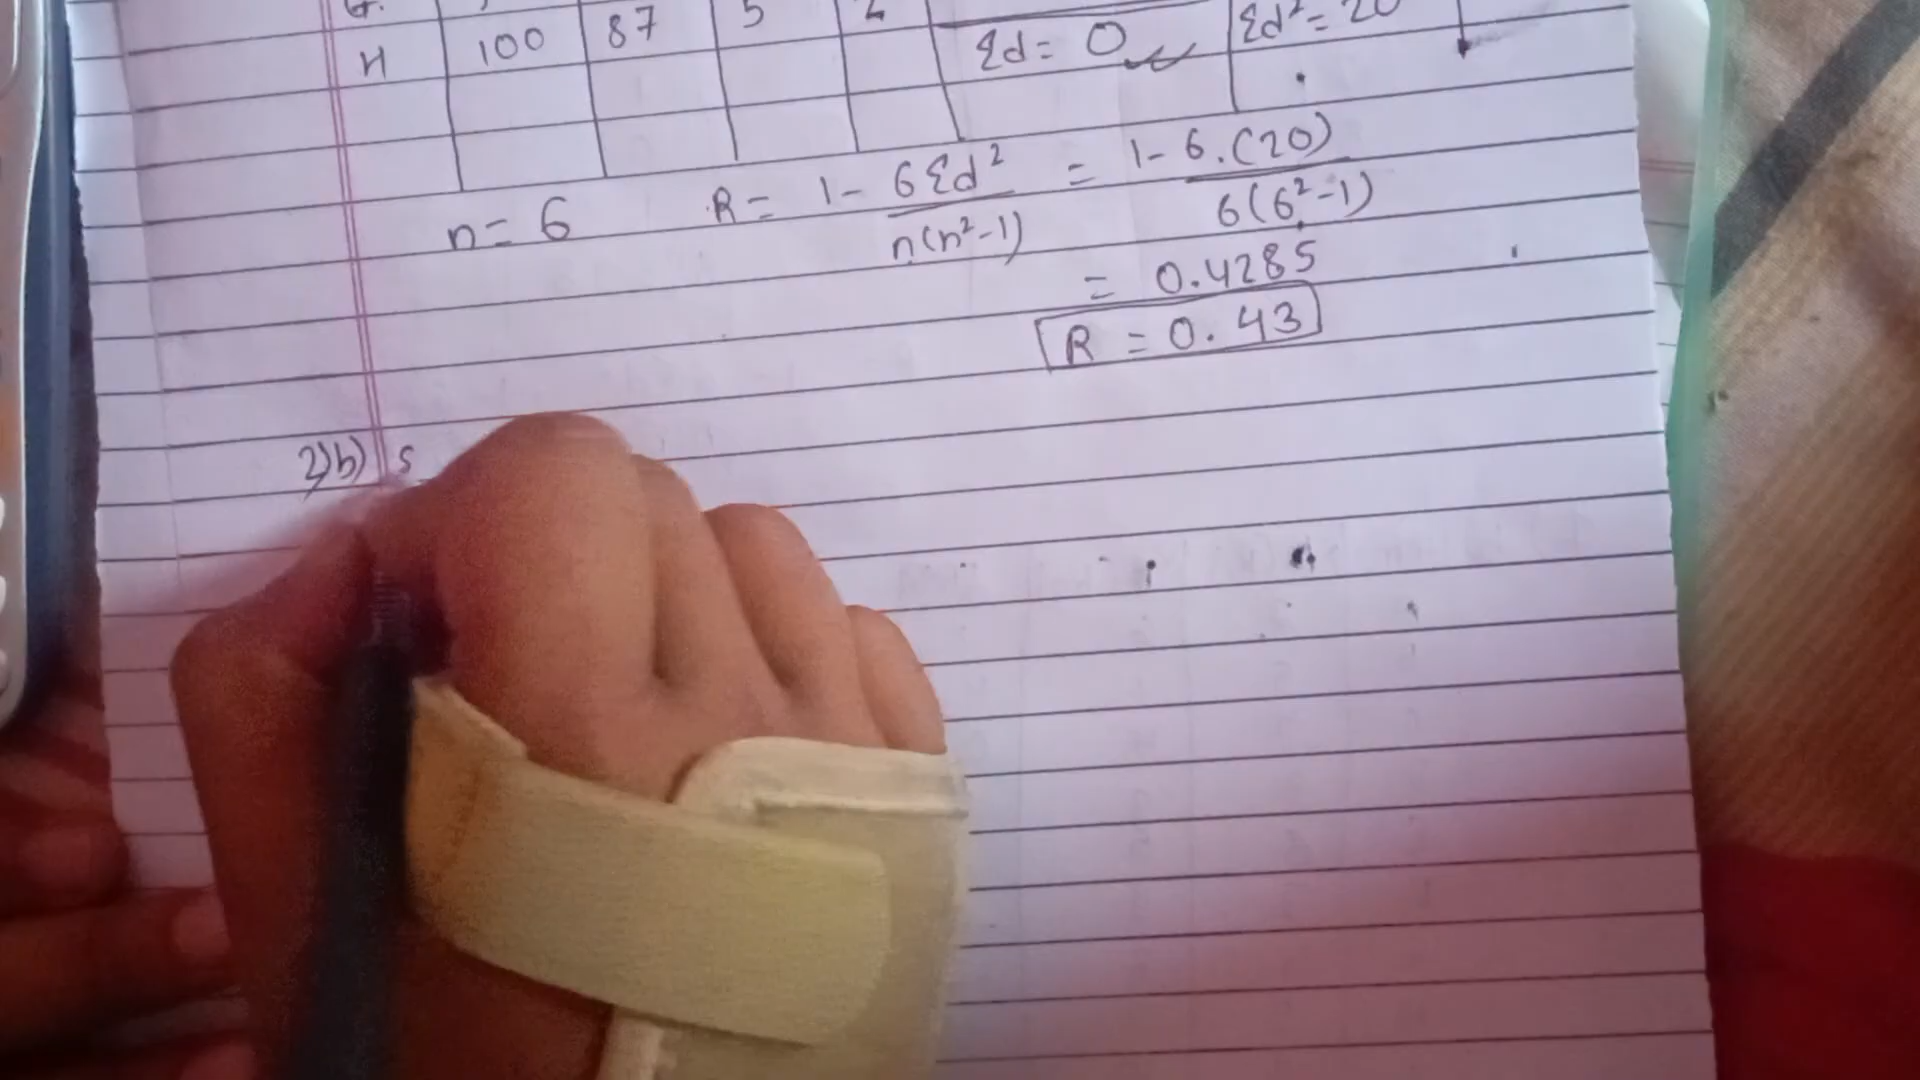 G. 5 2
H 100 87 Σd = 0 Σd² = 20
n = 6 R = 1 - 6Σd² / n(n²-1) = 1 - 6.(20) / 6(6²-1)
= 0.4285
R = 0.43
2)b) s